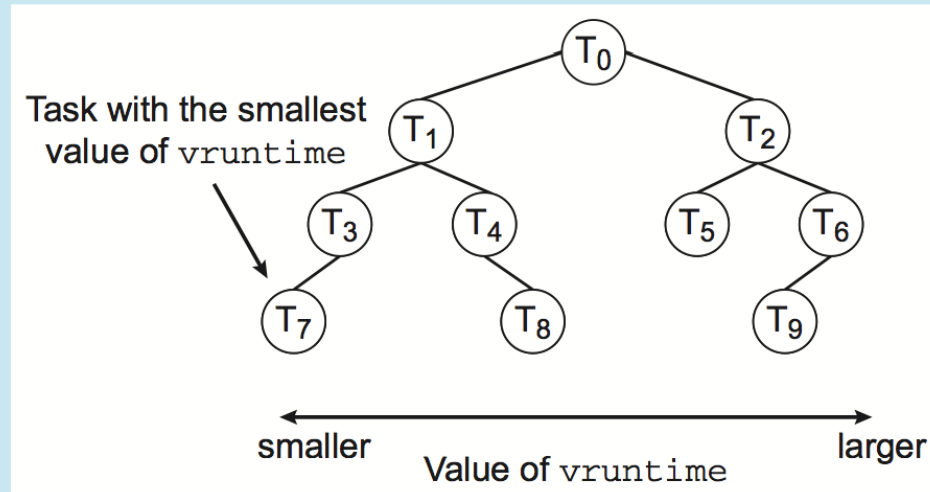 T0
Task with the smallest
value of vruntime
T1
T2
T3
T4
T5
T6
T7
T8
T9
smaller
larger
Value of vruntime